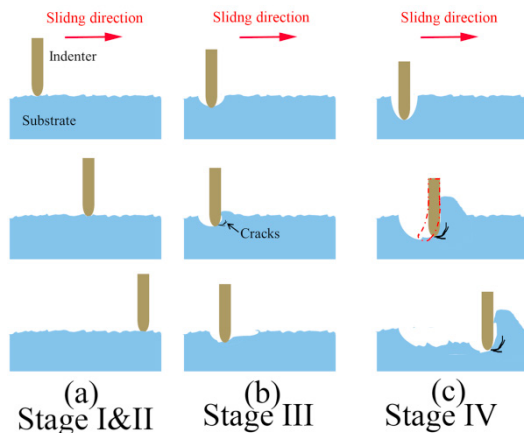 Slidng direction
Slidng direction
Slidng direction
Indenter
Substrate
Cracks
(a)
Stage I&II
(b)
Stage III
(c)
Stage IV